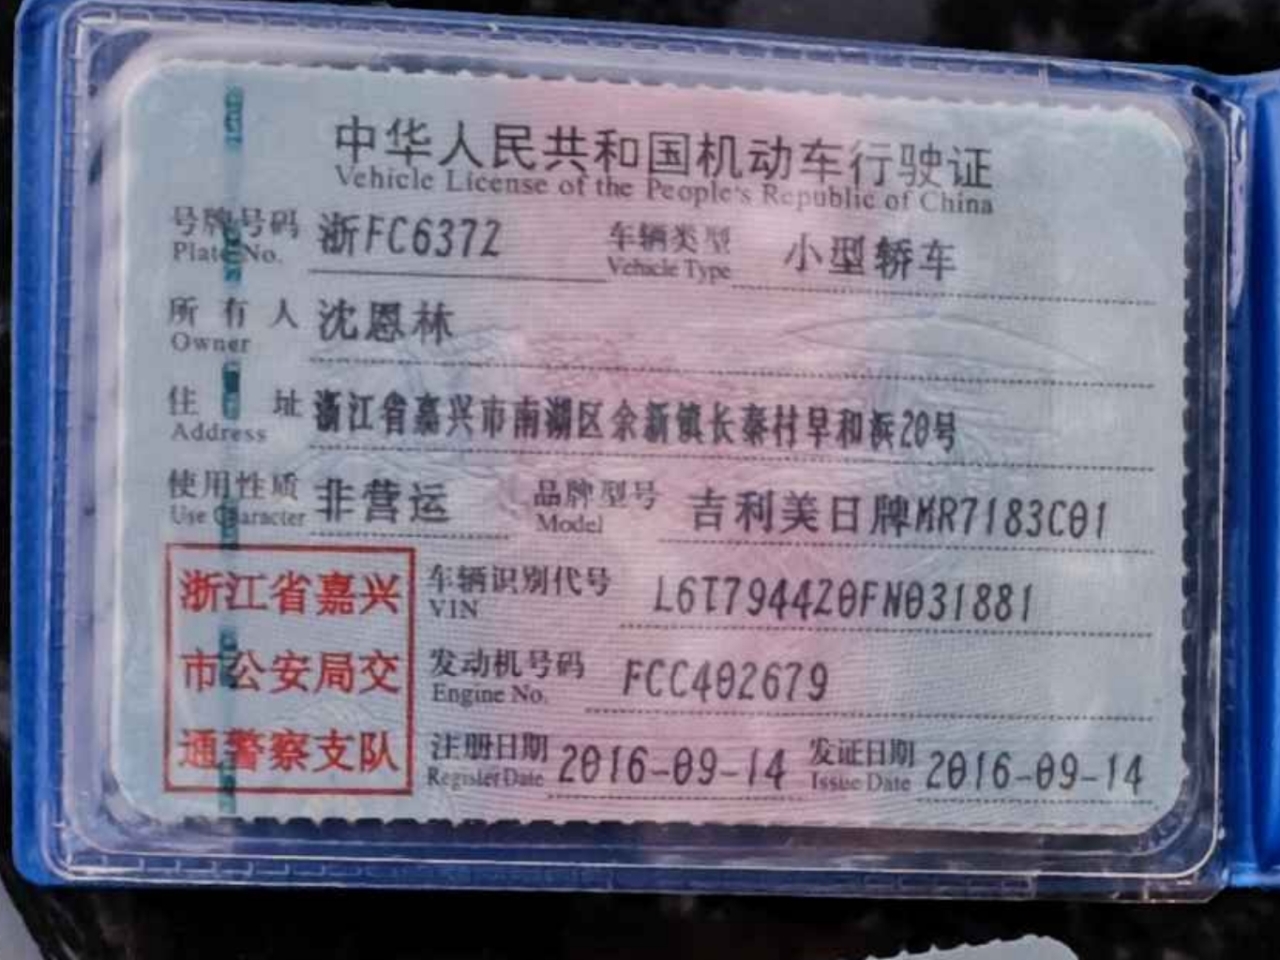 中华人民共和国机动车行驶证
Vehicle License of the People's Republic of China
号牌号码 浙FC6372 车辆类型 小型轿车
Plate No. Vehicle Type
所有人 沈恩林
Owner
住址 浙江省嘉兴市南湖区余新镇长秦村早和浜20号
Address
使用性质 非营运 品牌型号 吉利美日牌MR7183C01
Use Character Model
浙江省嘉兴
市公安局交
通警察支队
车辆识别代号 L6T7944Z0FN031881
VIN
发动机号码 FCC402679
Engine No.
注册日期 2016-09-14 发证日期 2016-09-14
Register Date Issue Date